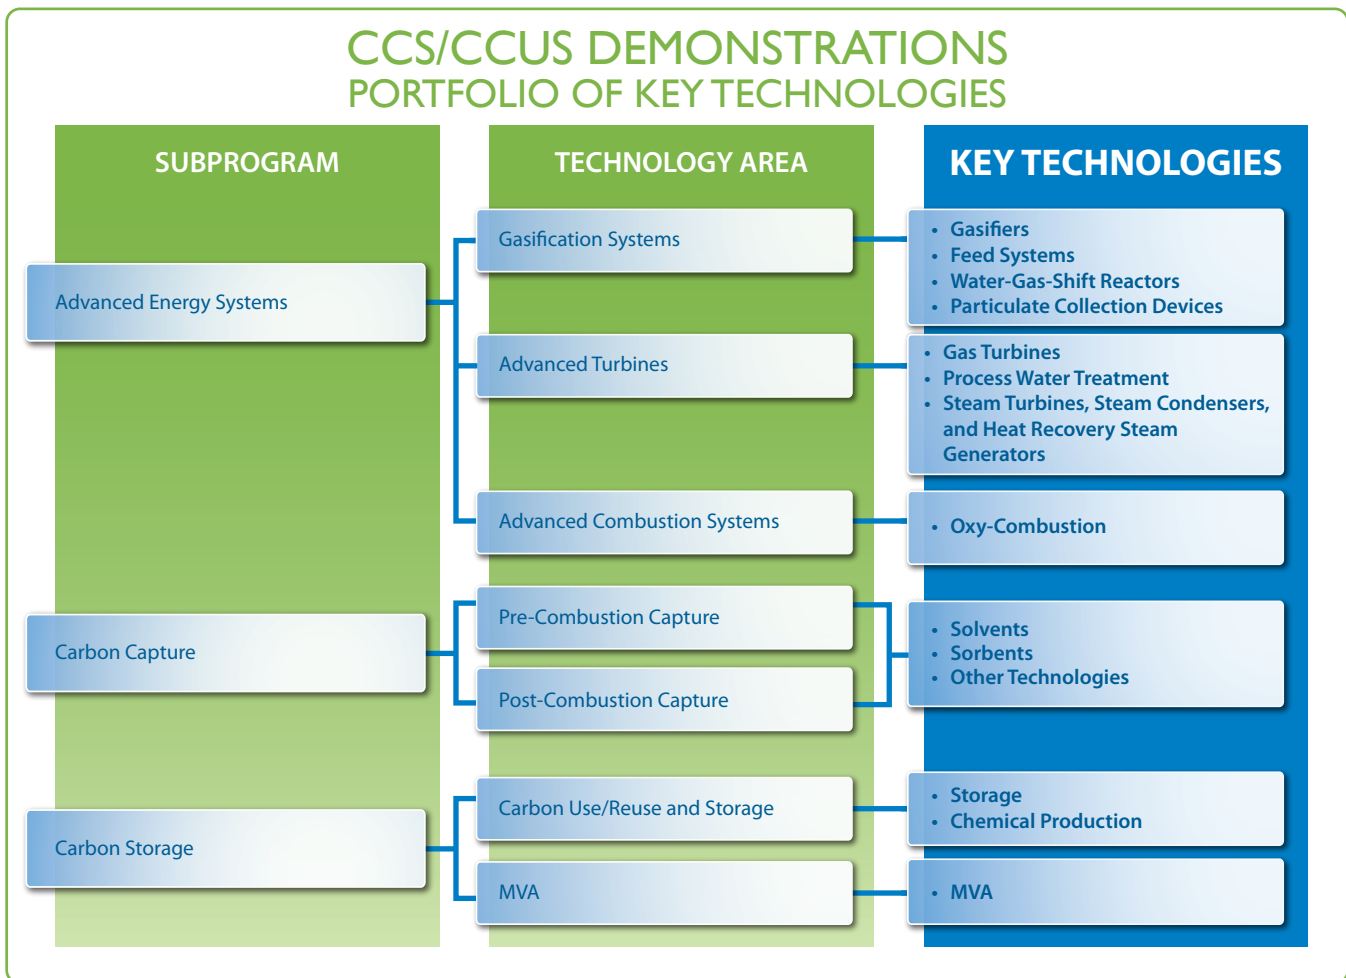 CCS/CCUS DEMONSTRATIONS
PORTFOLIO OF KEY TECHNOLOGIES
SUBPROGRAM
TECHNOLOGY AREA
KEY TECHNOLOGIES
Advanced Energy Systems
Gasification Systems
• Gasifiers
• Feed Systems
• Water-Gas-Shift Reactors
• Particulate Collection Devices
Advanced Turbines
• Gas Turbines
• Process Water Treatment
• Steam Turbines, Steam Condensers,
and Heat Recovery Steam
Generators
Advanced Combustion Systems
• Oxy-Combustion
Carbon Capture
Pre-Combustion Capture
Post-Combustion Capture
• Solvents
• Sorbents
• Other Technologies
Carbon Storage
Carbon Use/Reuse and Storage
• Storage
• Chemical Production
MVA
• MVA